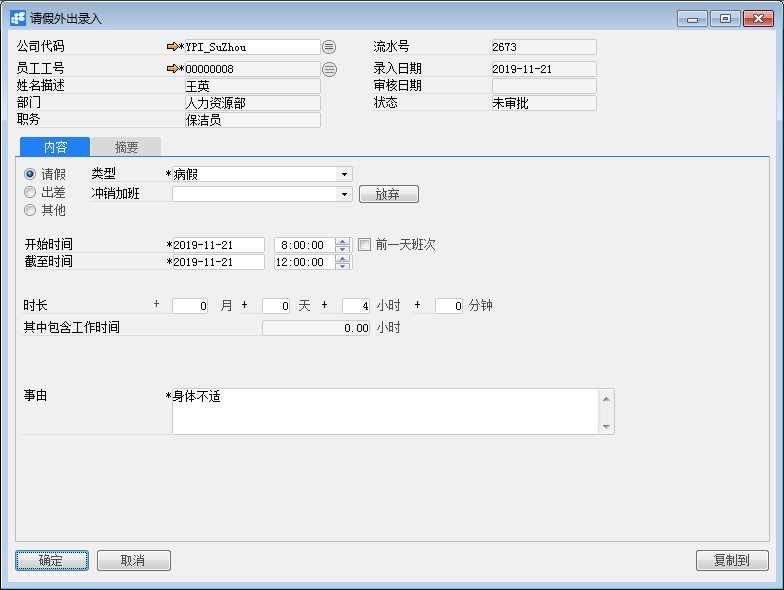 请假外出录入
公司代码 *YPI_SuZhou 流水号 2673
员工工号 *00000008 录入日期 2019-11-21
姓名描述 王英 审核日期
部门 人力资源部 状态 未审批
职务 保洁员
内容 摘要
请假 类型 *病假
出差 冲销加班 放弃
其他
开始时间 *2019-11-21 8:00:00 前一天班次
截至时间 *2019-11-21 12:00:00
时长 + 0 月 + 0 天 + 4 小时 + 0 分钟
其中包含工作时间 0.00 小时
事由 *身体不适
确定 取消 复制到